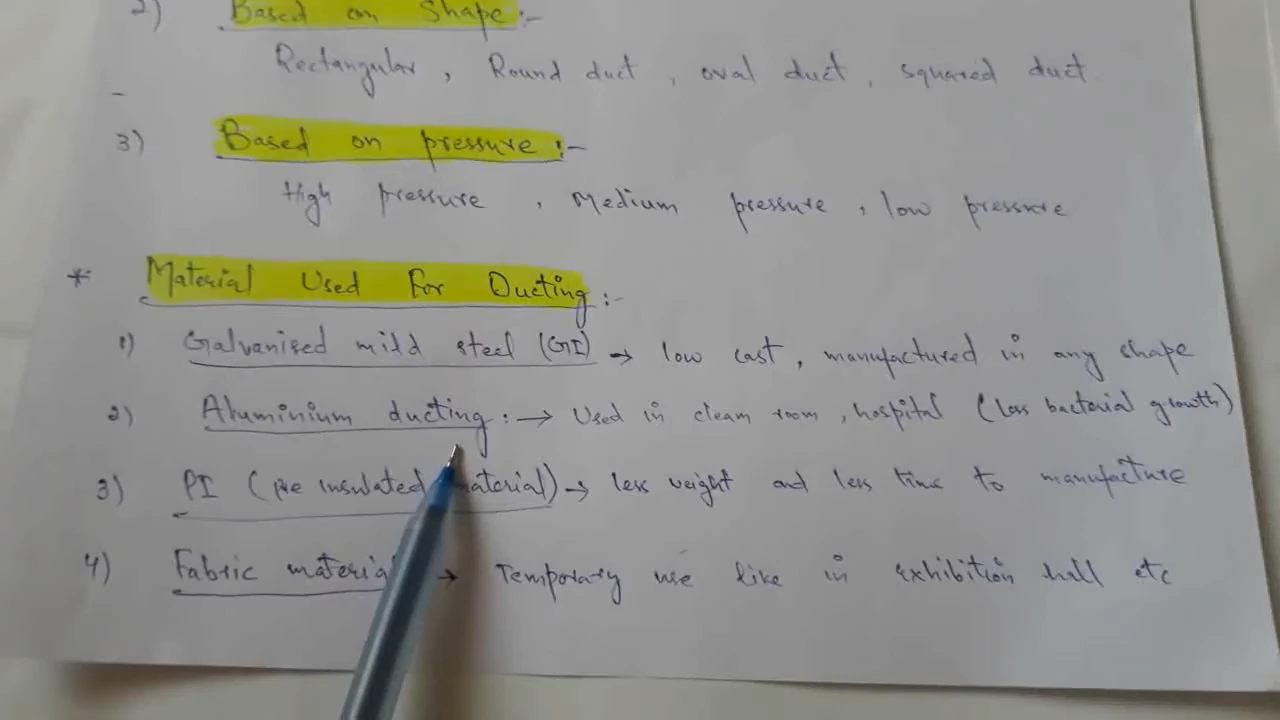 2) Based on Shape :-
Rectangular , Round duct , oval duct , squared duct
3) Based on pressure :-
High pressure , Medium pressure , low pressure
* Material Used For Ducting :-
1) Galvanised mild steel (GI) → low cast , manufactured in any shape
2) Aluminium ducting : → Used in clean room , hospital (less bacterial growth)
3) PI (pre insulated material) → less weight and less time to manufacture
4) Fabric material → Temporary use like in exhibition hall etc